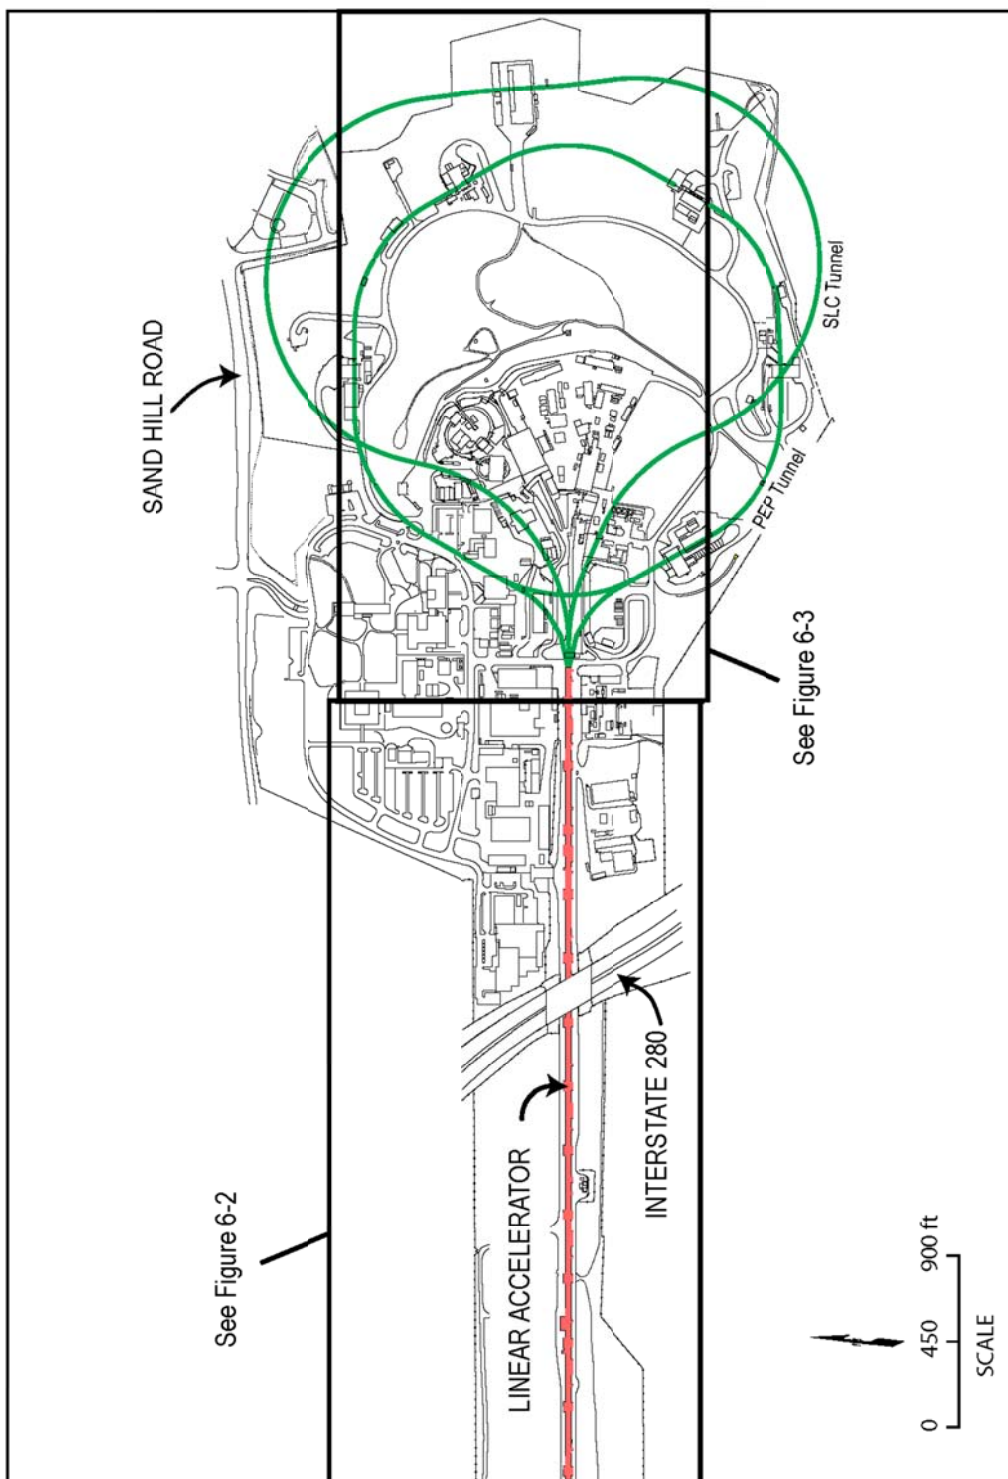 SAND HILL ROAD
SLC Tunnel
PEP Tunnel
See Figure 6-3
See Figure 6-2
LINEAR ACCELERATOR
INTERSTATE 280
0 450 900 ft
SCALE